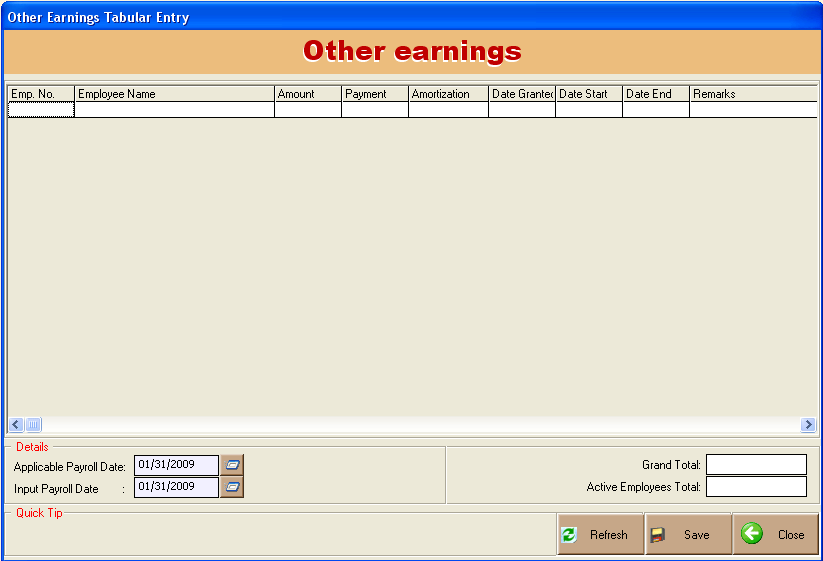 Other Earnings Tabular Entry
Other earnings
Emp. No. Employee Name Amount Payment Amortization Date Granted Date Start Date End Remarks
Details
Applicable Payroll Date: 01/31/2009 Grand Total:
Input Payroll Date : 01/31/2009 Active Employees Total:
Quick Tip
Refresh Save Close